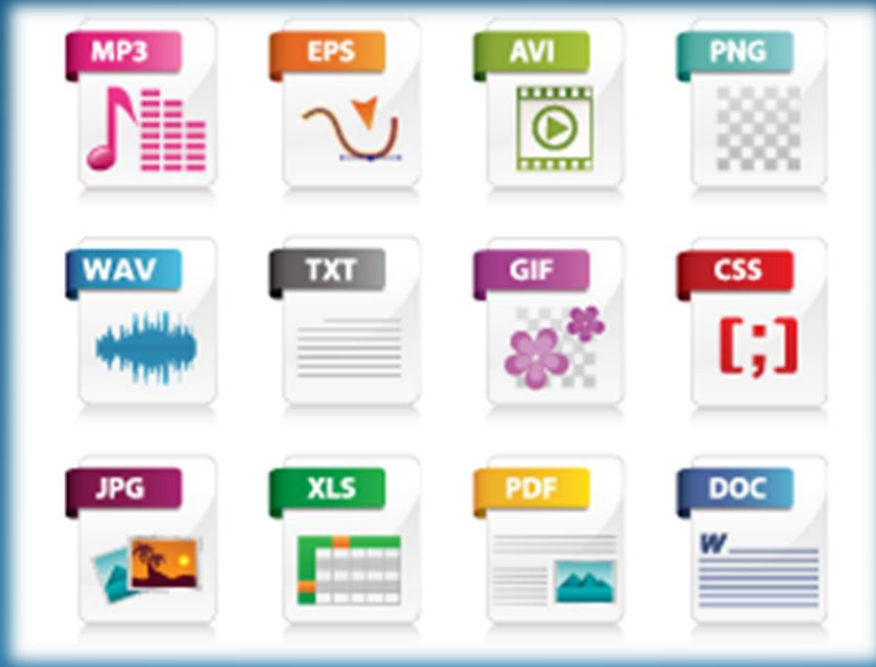 MP3 EPS AVI PNG
WAV TXT GIF CSS
[;]
JPG XLS PDF DOC
W